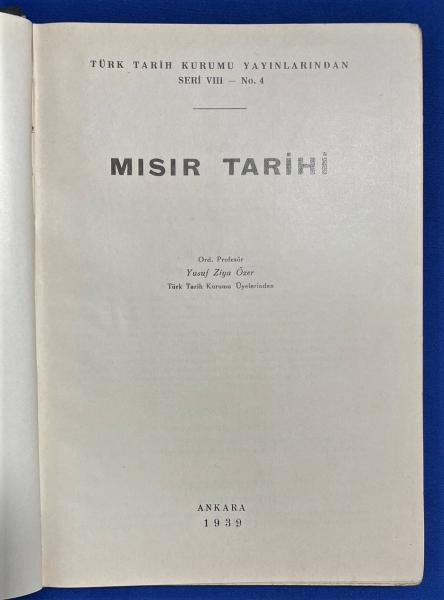 TÜRK TARİH KURUMU YAYINLARINDAN
SERİ VIII — No. 4
MISIR TARİHİ
Ord. Profesör
Yusuf Ziya Özer
Türk Tarih Kurumu Üyelerinden
ANKARA
1939